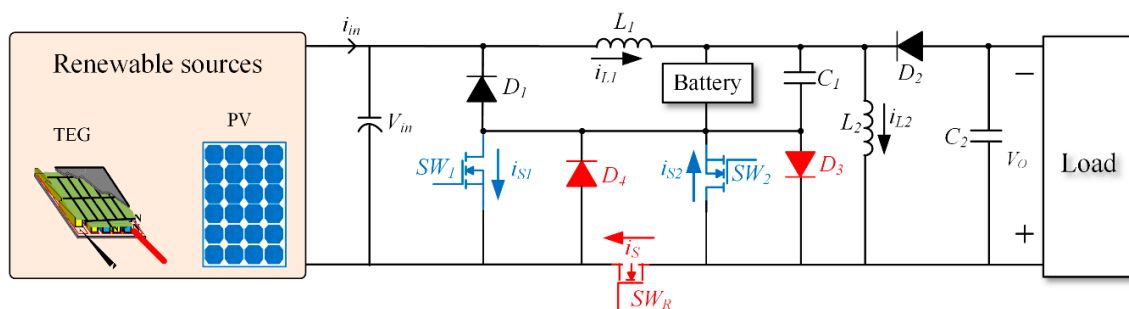 Renewable sources
TEG
PV
i_in
V_in
D_1
SW_1
i_S1
L_1
i_L1
D_4
Battery
C_1
i_S2
SW_2
D_3
L_2
i_L2
D_2
C_2
V_O
−
+
Load
i_S
SW_R